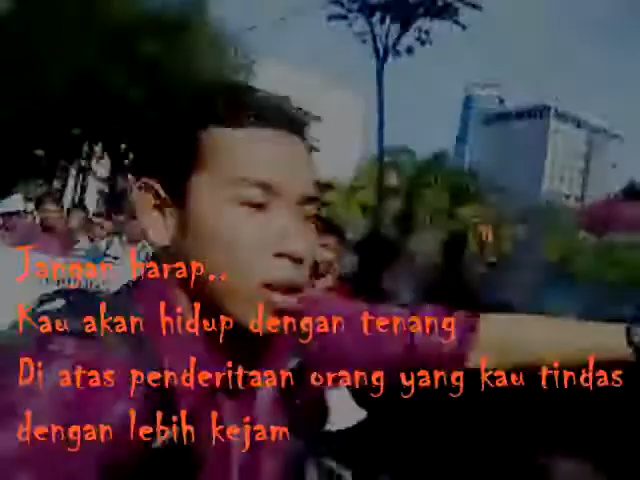 Jangan harap..
Kau akan hidup dengan tenang
Di atas penderitaan orang yang kau tindas
dengan lebih kejam